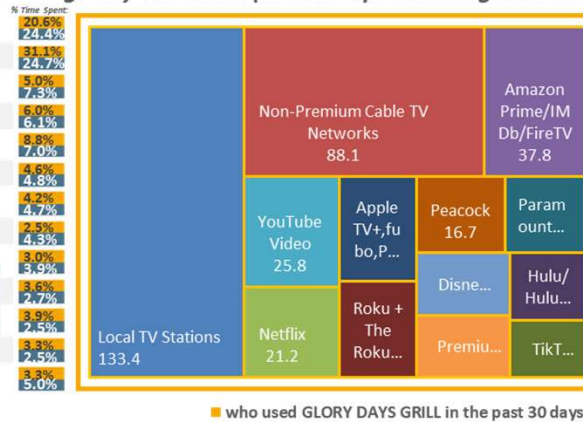 % Time Spent:
20.6%
24.4%
31.1%
24.7%
5.0%
7.3%
6.0%
6.1%
8.8%
7.0%
4.6%
4.8%
4.2%
4.7%
2.5%
4.3%
3.0%
3.9%
3.6%
2.7%
3.9%
2.5%
3.3%
2.5%
3.3%
5.0%
Local TV Stations
133.4
Non-Premium Cable TV
Networks
88.1
Amazon
Prime/IM
Db/FireTV
37.8
YouTube
Video
25.8
Netflix
21.2
Apple
TV+,fu
bo,P...
Roku +
The
Roku...
Peacock
16.7
Param
ount...
Disne...
Hulu/
Hulu...
Premiu...
TikT...
who used GLORY DAYS GRILL in the past 30 days